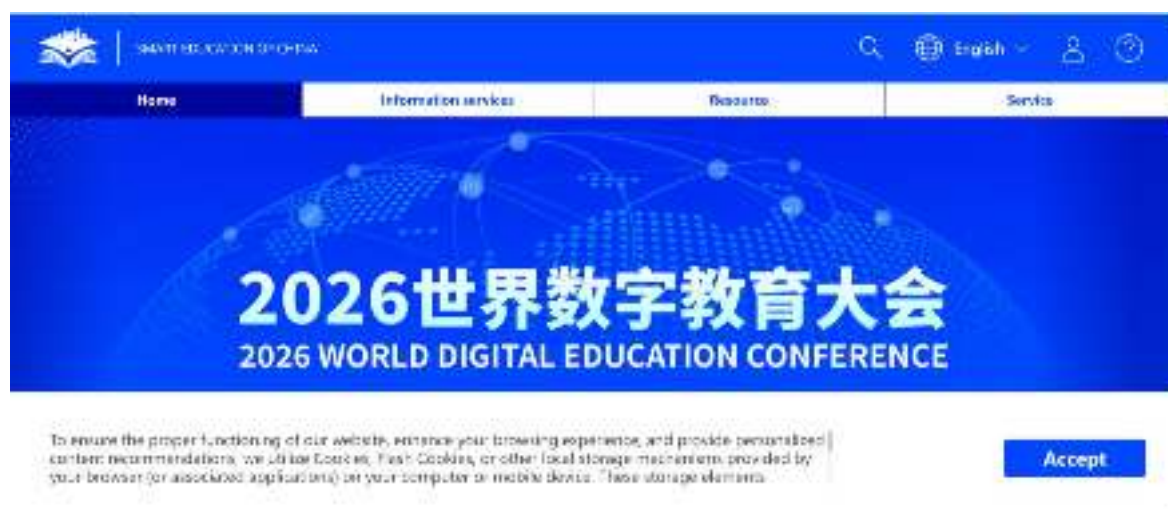 SMART EDUCATION OF CHINA
English
Home
Information services
Resource
Service
2026世界数字教育大会
2026 WORLD DIGITAL EDUCATION CONFERENCE
To ensure the proper functioning of our website, enhance your browsing experience, and provide personalized
content recommendations, we utilize Cookies, Flash Cookies, or other local storage mechanisms provided by
your browser (or associated applications) on your computer or mobile device. These storage elements
Accept